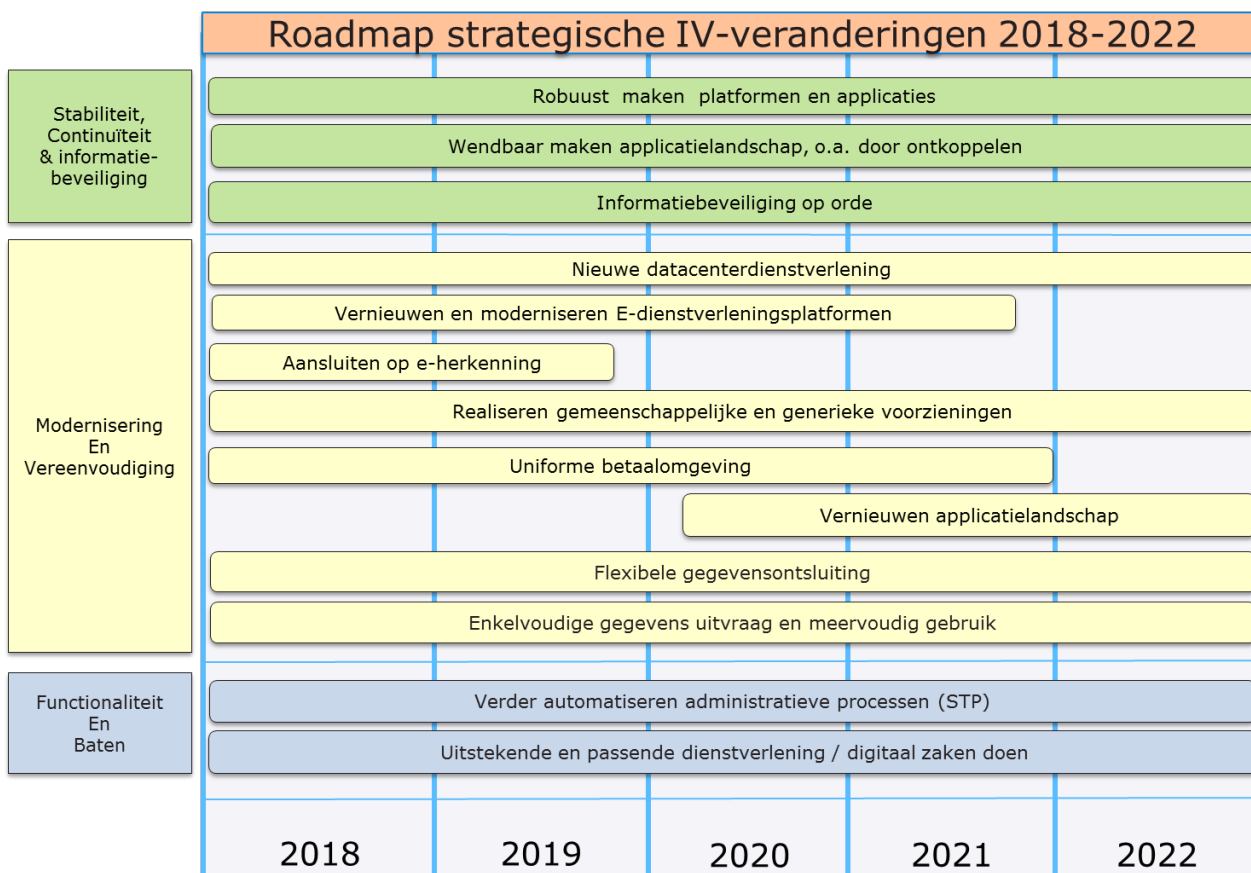 Roadmap strategische IV-veranderingen 2018-2022
Stabiliteit,
Continuïteit
& informatie-
beveiliging
Robuust maken platformen en applicaties
Wendbaar maken applicatielandschap, o.a. door ontkoppelen
Informatiebeveiliging op orde
Modernisering
En
Vereenvoudiging
Nieuwe datacenterdienstverlening
Vernieuwen en moderniseren E-dienstverleningsplatformen
Aansluiten op e-herkenning
Realiseren gemeenschappelijke en generieke voorzieningen
Uniforme betaalomgeving
Vernieuwen applicatielandschap
Flexibele gegevensontsluiting
Enkelvoudige gegevens uitvraag en meervoudig gebruik
Functionaliteit
En
Baten
Verder automatiseren administratieve processen (STP)
Uitstekende en passende dienstverlening / digitaal zaken doen
2018 2019 2020 2021 2022